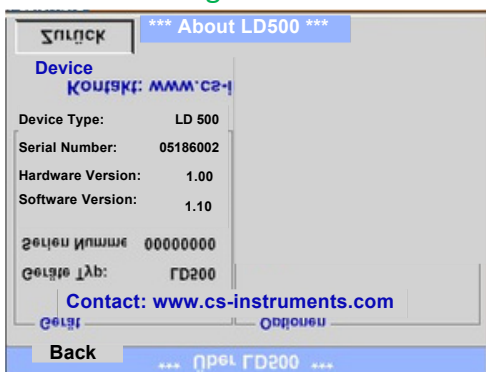 *** About LD500 ***
Zurück
Device
Kontakt: www.cs-i
Device Type: LD 500
Serial Number: 05186002
Hardware Version: 1.00
Software Version: 1.10
Serien Numme 00000000
Geräte Typ: LD500
Contact: www.cs-instruments.com
Gerät Optionen
Back
*** Über LD500 ***